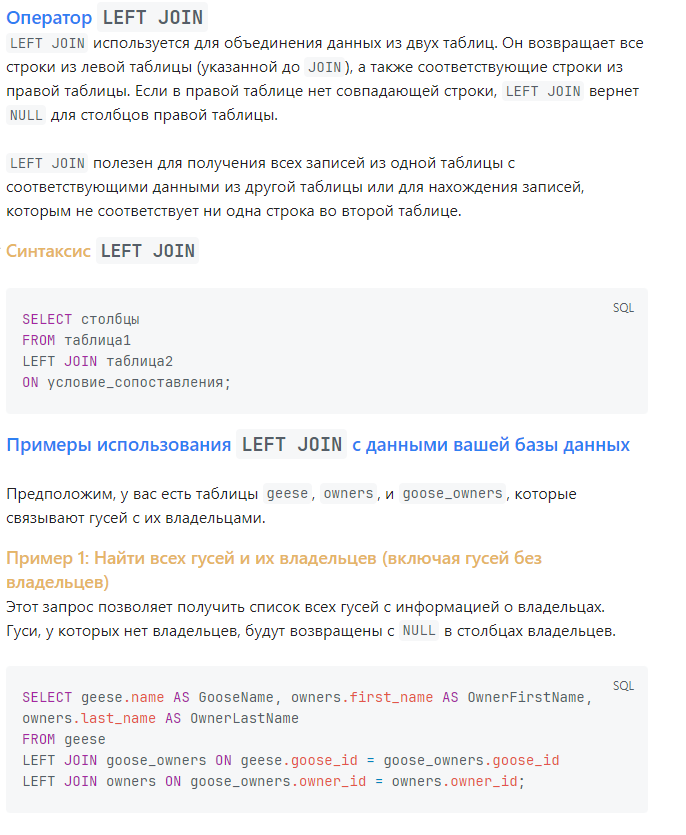 Оператор LEFT JOIN
LEFT JOIN используется для объединения данных из двух таблиц. Он возвращает все
строки из левой таблицы (указанной до JOIN), а также соответствующие строки из
правой таблицы. Если в правой таблице нет совпадающей строки, LEFT JOIN вернет
NULL для столбцов правой таблицы.
LEFT JOIN полезен для получения всех записей из одной таблицы с
соответствующими данными из другой таблицы или для нахождения записей,
которым не соответствует ни одна строка во второй таблице.
Синтаксис LEFT JOIN
SQL
SELECT столбцы
FROM таблица1
LEFT JOIN таблица2
ON условие_сопоставления;
Примеры использования LEFT JOIN с данными вашей базы данных
Предположим, у вас есть таблицы geese, owners, и goose_owners, которые
связывают гусей с их владельцами.
Пример 1: Найти всех гусей и их владельцев (включая гусей без
владельцев)
Этот запрос позволяет получить список всех гусей с информацией о владельцах.
Гуси, у которых нет владельцев, будут возвращены с NULL в столбцах владельцев.
SQL
SELECT geese.name AS GooseName, owners.first_name AS OwnerFirstName,
owners.last_name AS OwnerLastName
FROM geese
LEFT JOIN goose_owners ON geese.goose_id = goose_owners.goose_id
LEFT JOIN owners ON goose_owners.owner_id = owners.owner_id;